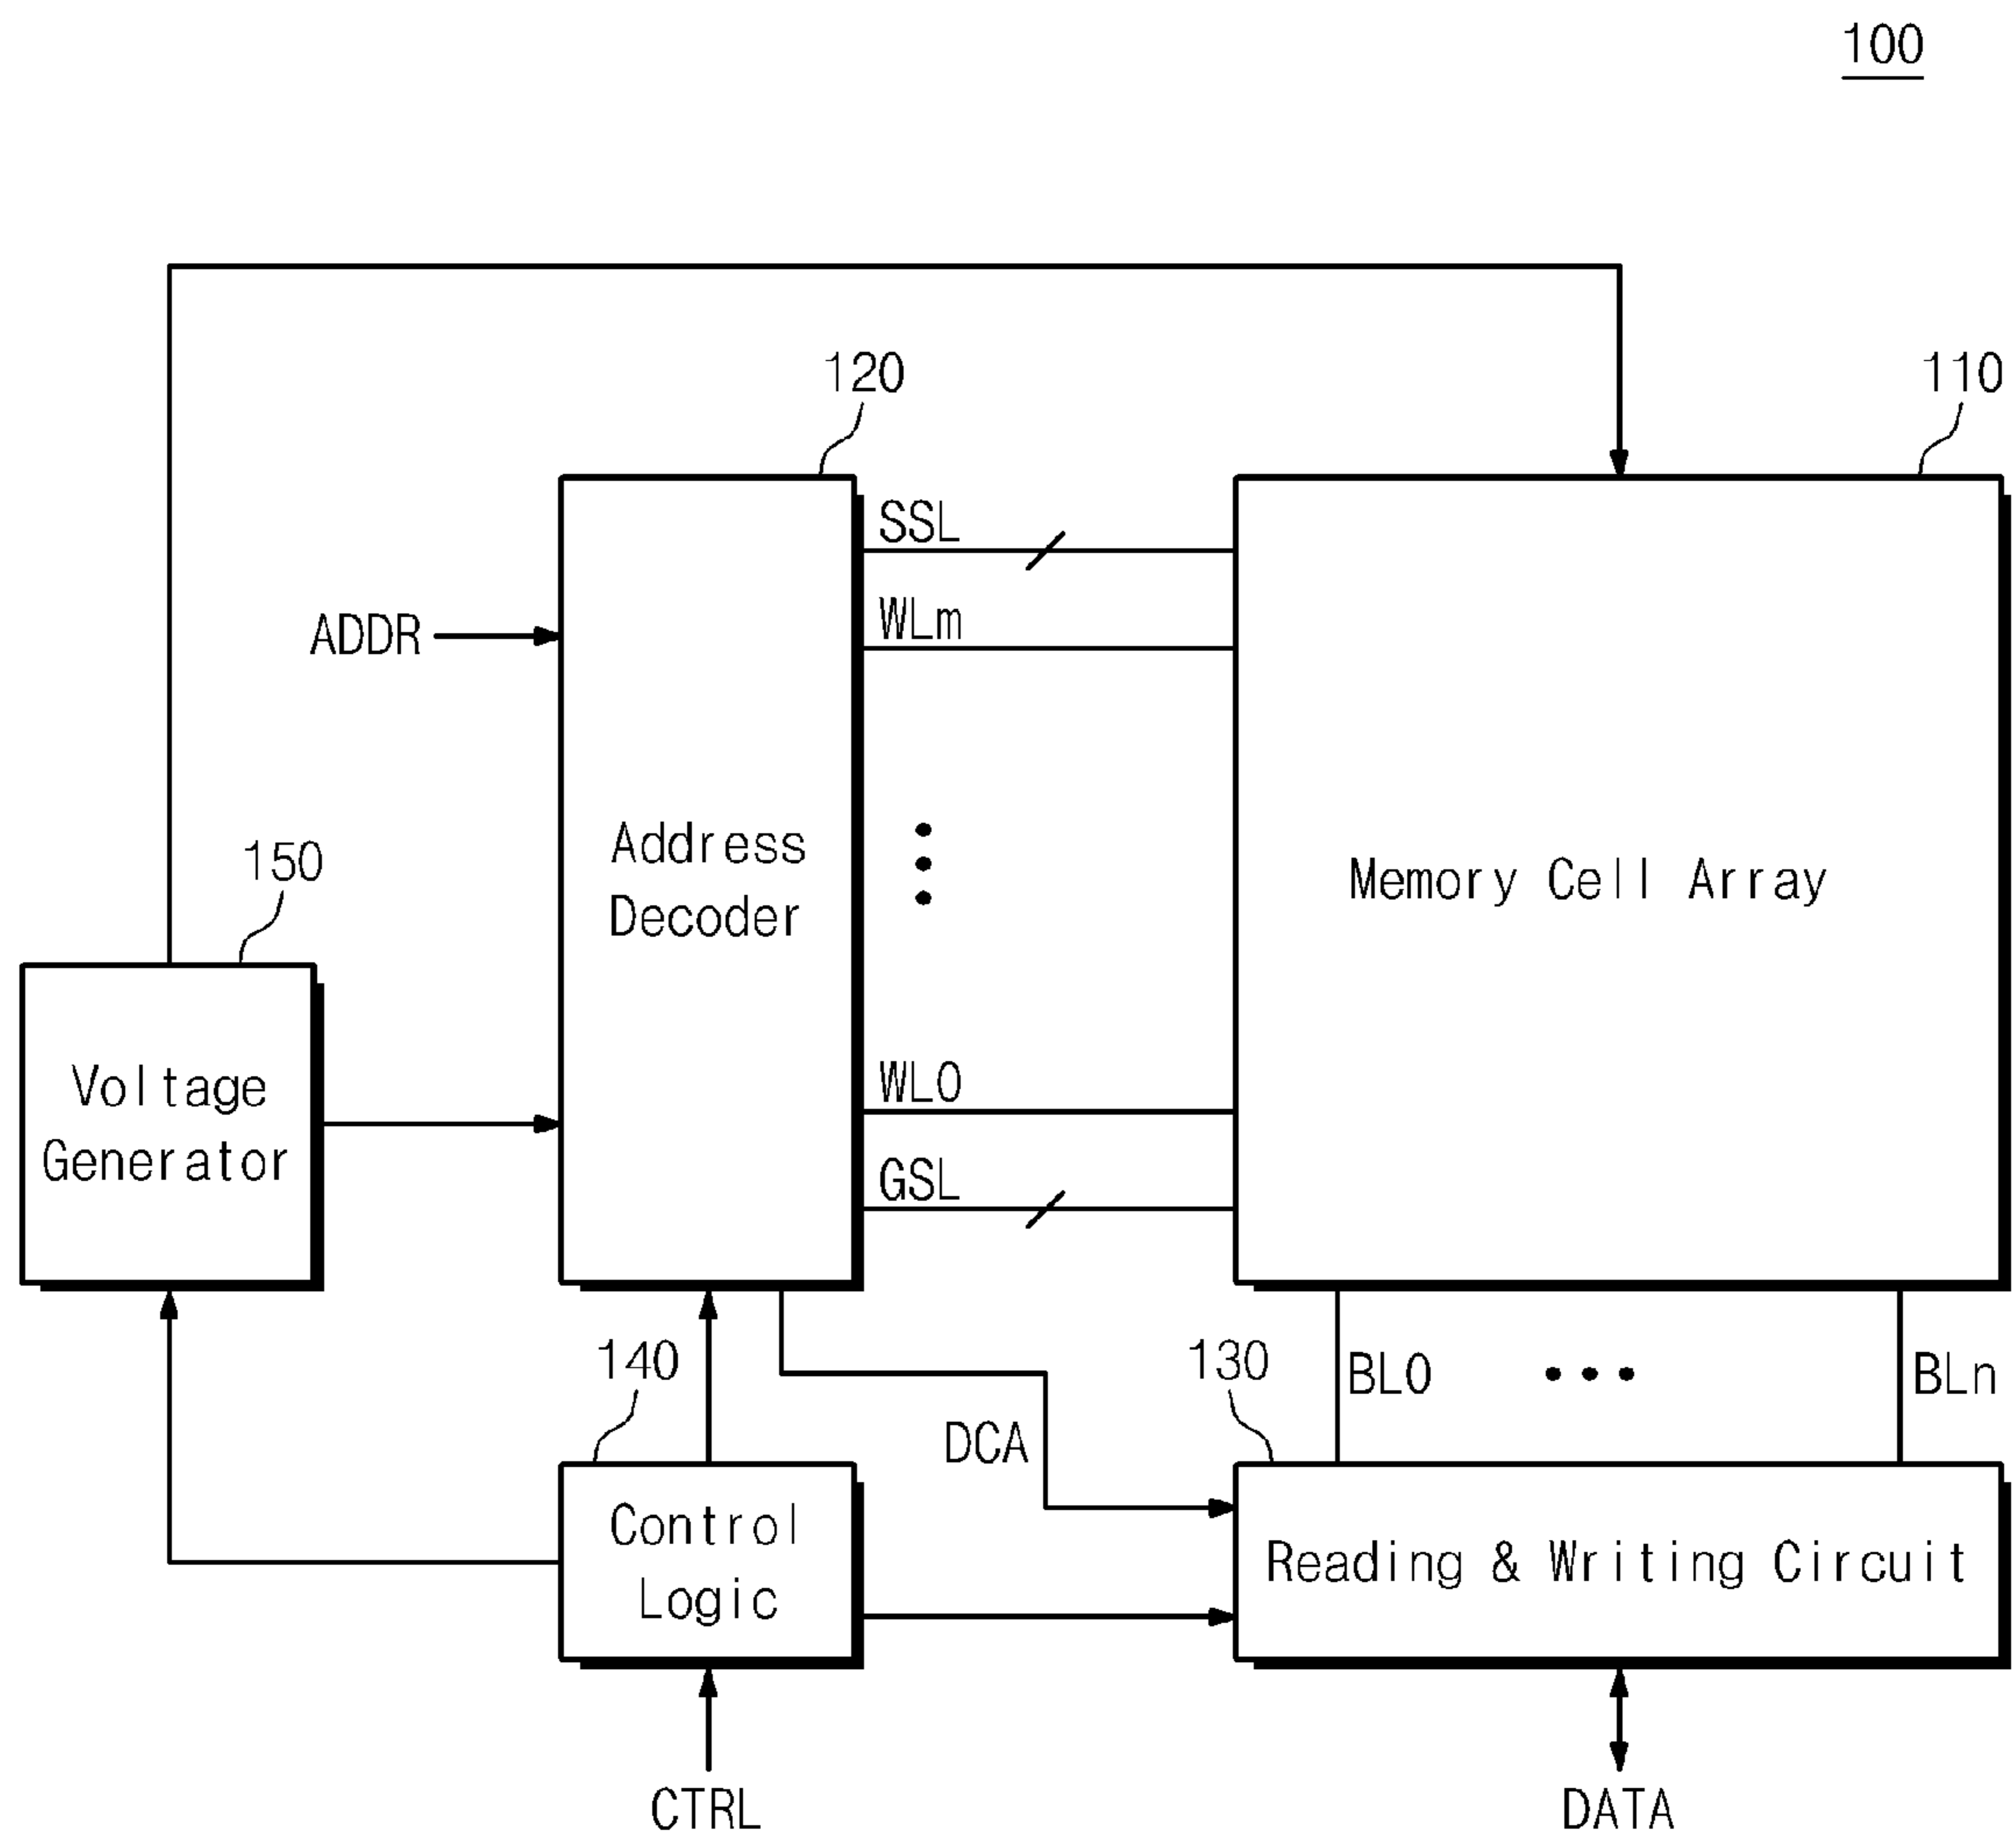 100
120
110
SSL
WLm
ADDR
Address
Decoder
Memory Cell Array
150
Voltage
Generator
WL0
GSL
140
130
BL0
BLn
DCA
Control
Logic
Reading & Writing Circuit
CTRL
DATA